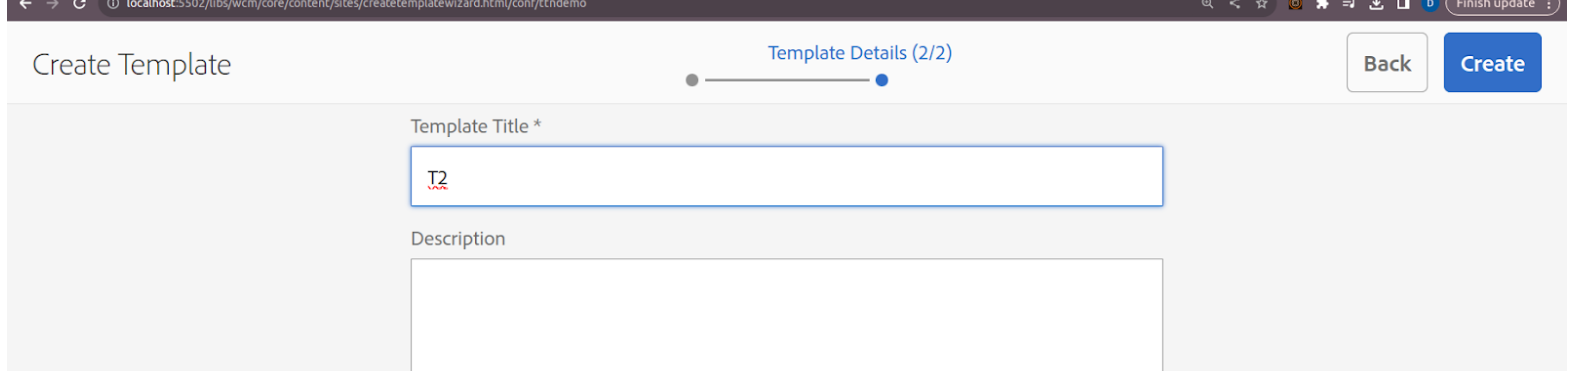 localhost:5502/libs/wcm/core/content/sites/createtemplatewizard.html/conf/ttndemo
D
Finish update
Create Template
Template Details (2/2)
Back
Create
Template Title *
T2
Description